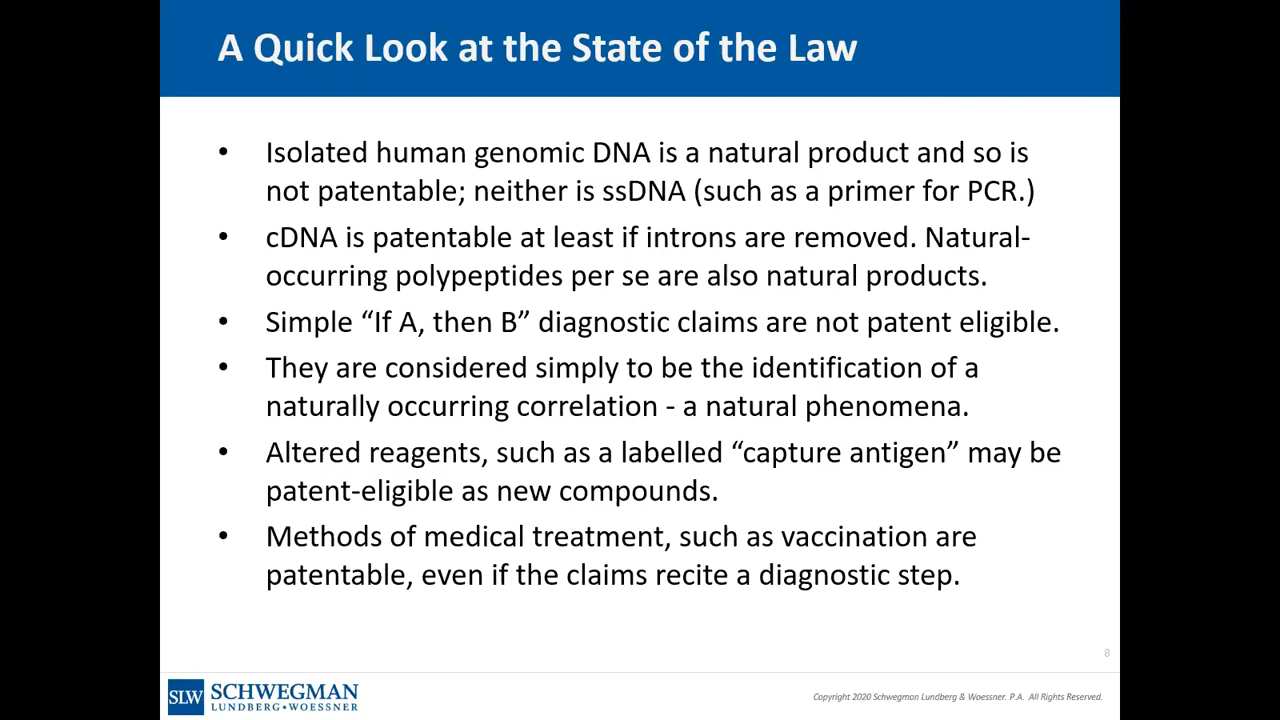 A Quick Look at the State of the Law
• Isolated human genomic DNA is a natural product and so is
not patentable; neither is ssDNA (such as a primer for PCR.)
• cDNA is patentable at least if introns are removed. Natural-
occurring polypeptides per se are also natural products.
• Simple “If A, then B” diagnostic claims are not patent eligible.
• They are considered simply to be the identification of a
naturally occurring correlation - a natural phenomena.
• Altered reagents, such as a labelled “capture antigen” may be
patent-eligible as new compounds.
• Methods of medical treatment, such as vaccination are
patentable, even if the claims recite a diagnostic step.
8
SLW SCHWEGMAN
LUNDBERG • WOESSNER
Copyright 2020 Schwegman Lundberg & Woessner. P.A. All Rights Reserved.